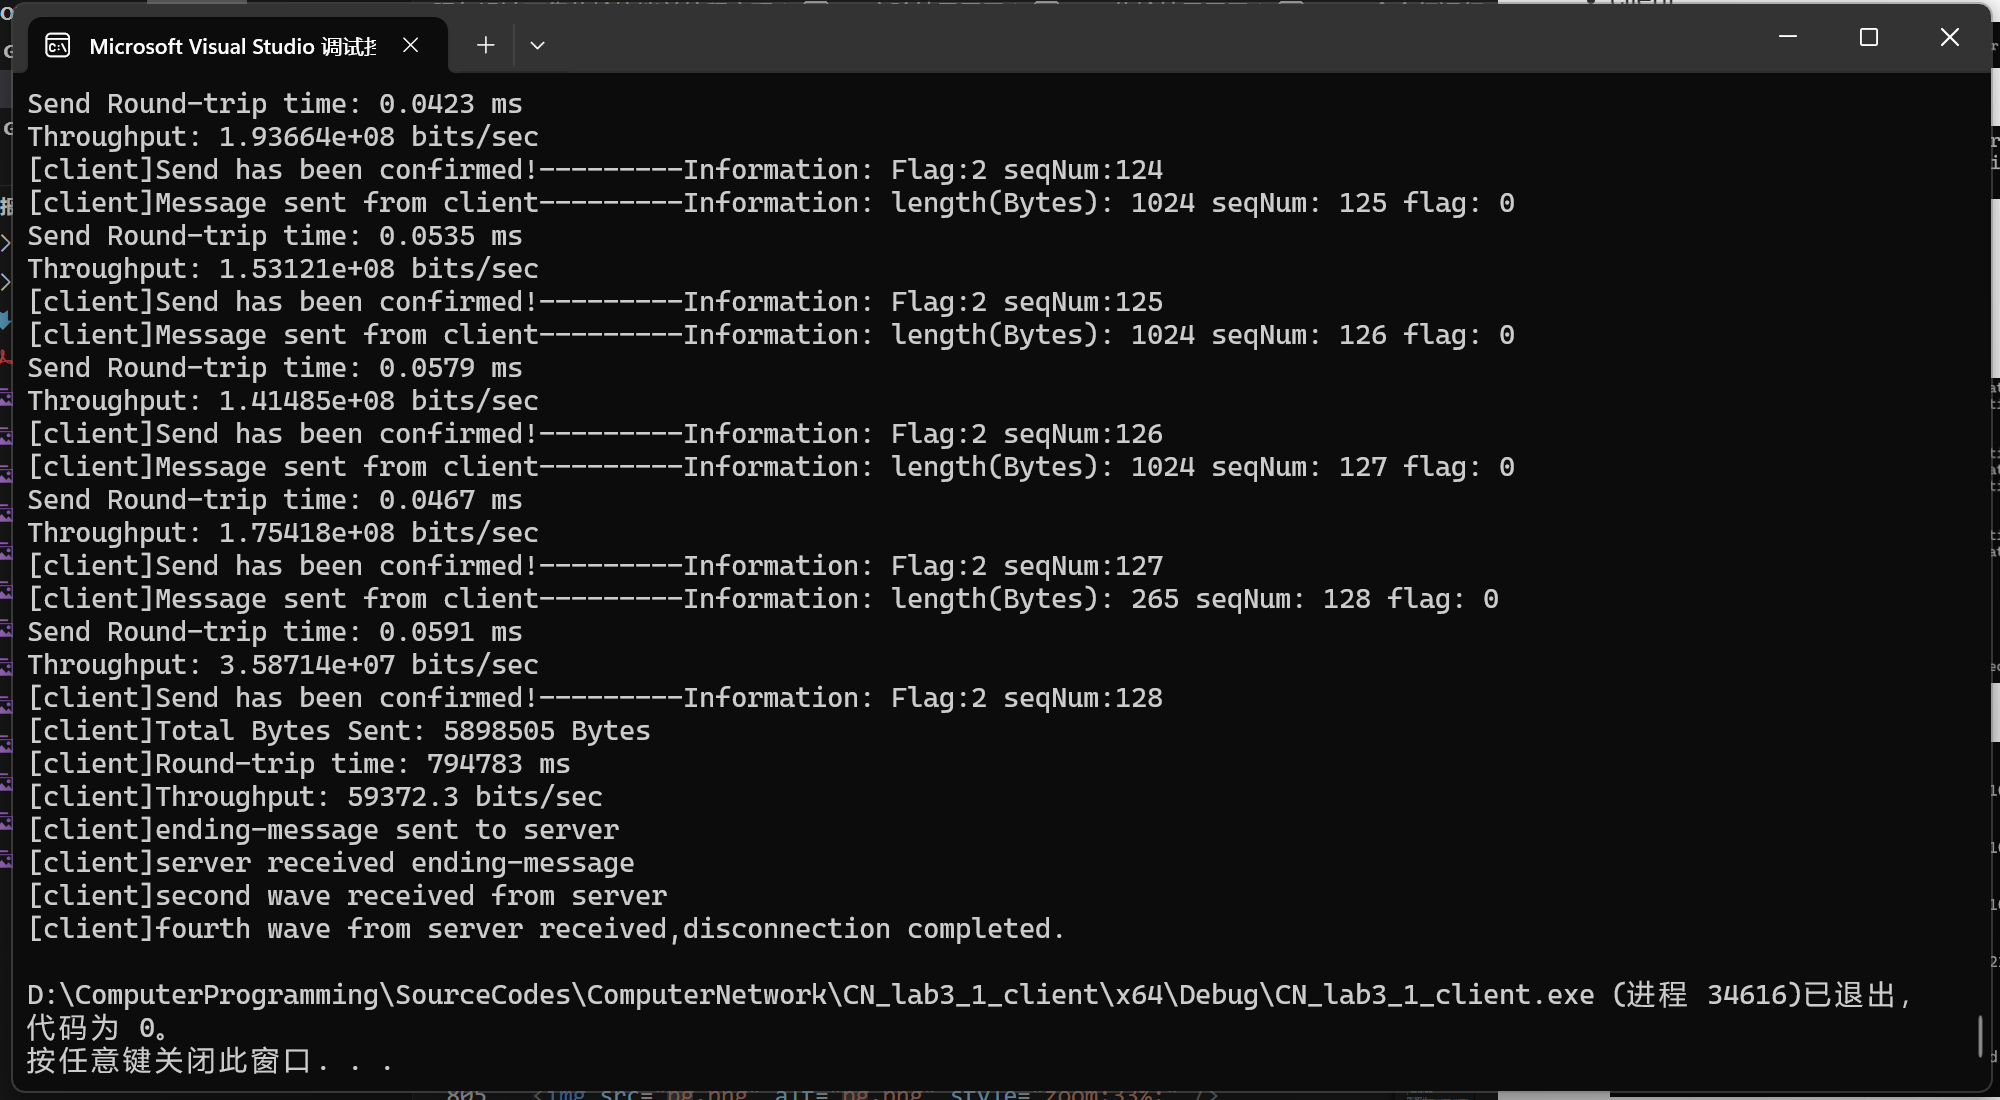 Microsoft Visual Studio 调试控
Send Round-trip time: 0.0423 ms
Throughput: 1.93664e+08 bits/sec
[client]Send has been confirmed!---------Information: Flag:2 seqNum:124
[client]Message sent from client---------Information: length(Bytes): 1024 seqNum: 125 flag: 0
Send Round-trip time: 0.0535 ms
Throughput: 1.53121e+08 bits/sec
[client]Send has been confirmed!---------Information: Flag:2 seqNum:125
[client]Message sent from client---------Information: length(Bytes): 1024 seqNum: 126 flag: 0
Send Round-trip time: 0.0579 ms
Throughput: 1.41485e+08 bits/sec
[client]Send has been confirmed!---------Information: Flag:2 seqNum:126
[client]Message sent from client---------Information: length(Bytes): 1024 seqNum: 127 flag: 0
Send Round-trip time: 0.0467 ms
Throughput: 1.75418e+08 bits/sec
[client]Send has been confirmed!---------Information: Flag:2 seqNum:127
[client]Message sent from client---------Information: length(Bytes): 265 seqNum: 128 flag: 0
Send Round-trip time: 0.0591 ms
Throughput: 3.58714e+07 bits/sec
[client]Send has been confirmed!---------Information: Flag:2 seqNum:128
[client]Total Bytes Sent: 5898505 Bytes
[client]Round-trip time: 794783 ms
[client]Throughput: 59372.3 bits/sec
[client]ending-message sent to server
[client]server received ending-message
[client]second wave received from server
[client]fourth wave from server received,disconnection completed.
D:\ComputerProgramming\SourceCodes\ComputerNetwork\CN_lab3_1_client\x64\Debug\CN_lab3_1_client.exe (进程 34616)已退出,
代码为 0。
按任意键关闭此窗口. . .
805 <img src="bg.png" alt="bg.png" style="zoom:33%;" />